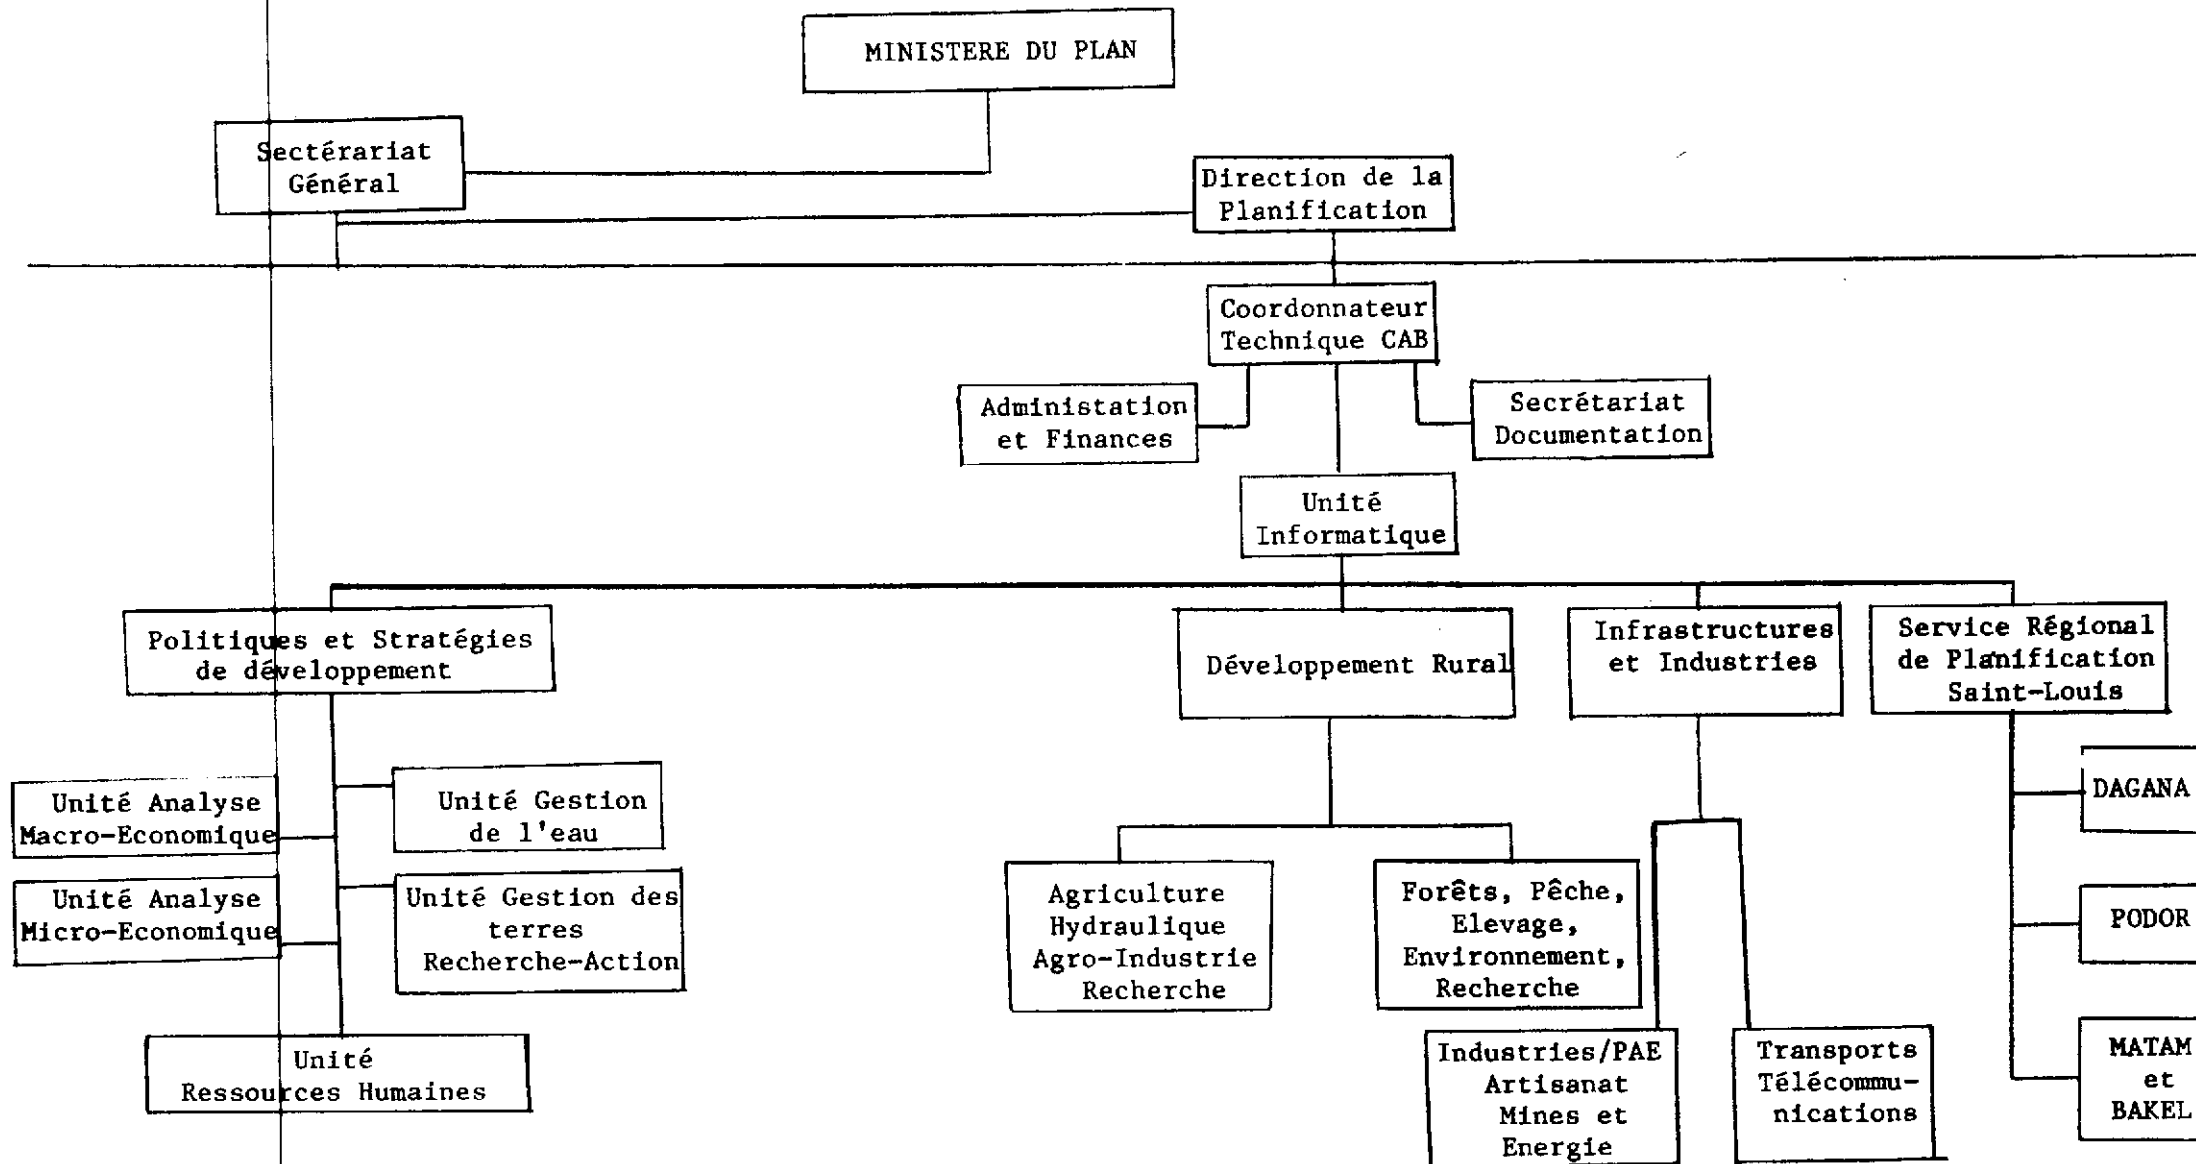 MINISTERE DU PLAN
Sectérariat
Général
Direction de la
Planification
Coordonnateur
Technique CAB
Administation
et Finances
Secrétariat
Documentation
Unité
Informatique
Politiques et Stratégies
de développement
Développement Rural
Infrastructures
et Industries
Service Régional
de Planification
Saint-Louis
Unité Analyse
Macro-Economique
Unité Gestion
de l'eau
Unité Analyse
Micro-Economique
Unité Gestion des
terres
Recherche-Action
Unité
Ressources Humaines
Agriculture
Hydraulique
Agro-Industrie
Recherche
Forêts, Pêche,
Elevage,
Environnement,
Recherche
Industries/PAE
Artisanat
Mines et
Energie
Transports
Télécommu-
nications
DAGANA
PODOR
MATAM
et
BAKEL